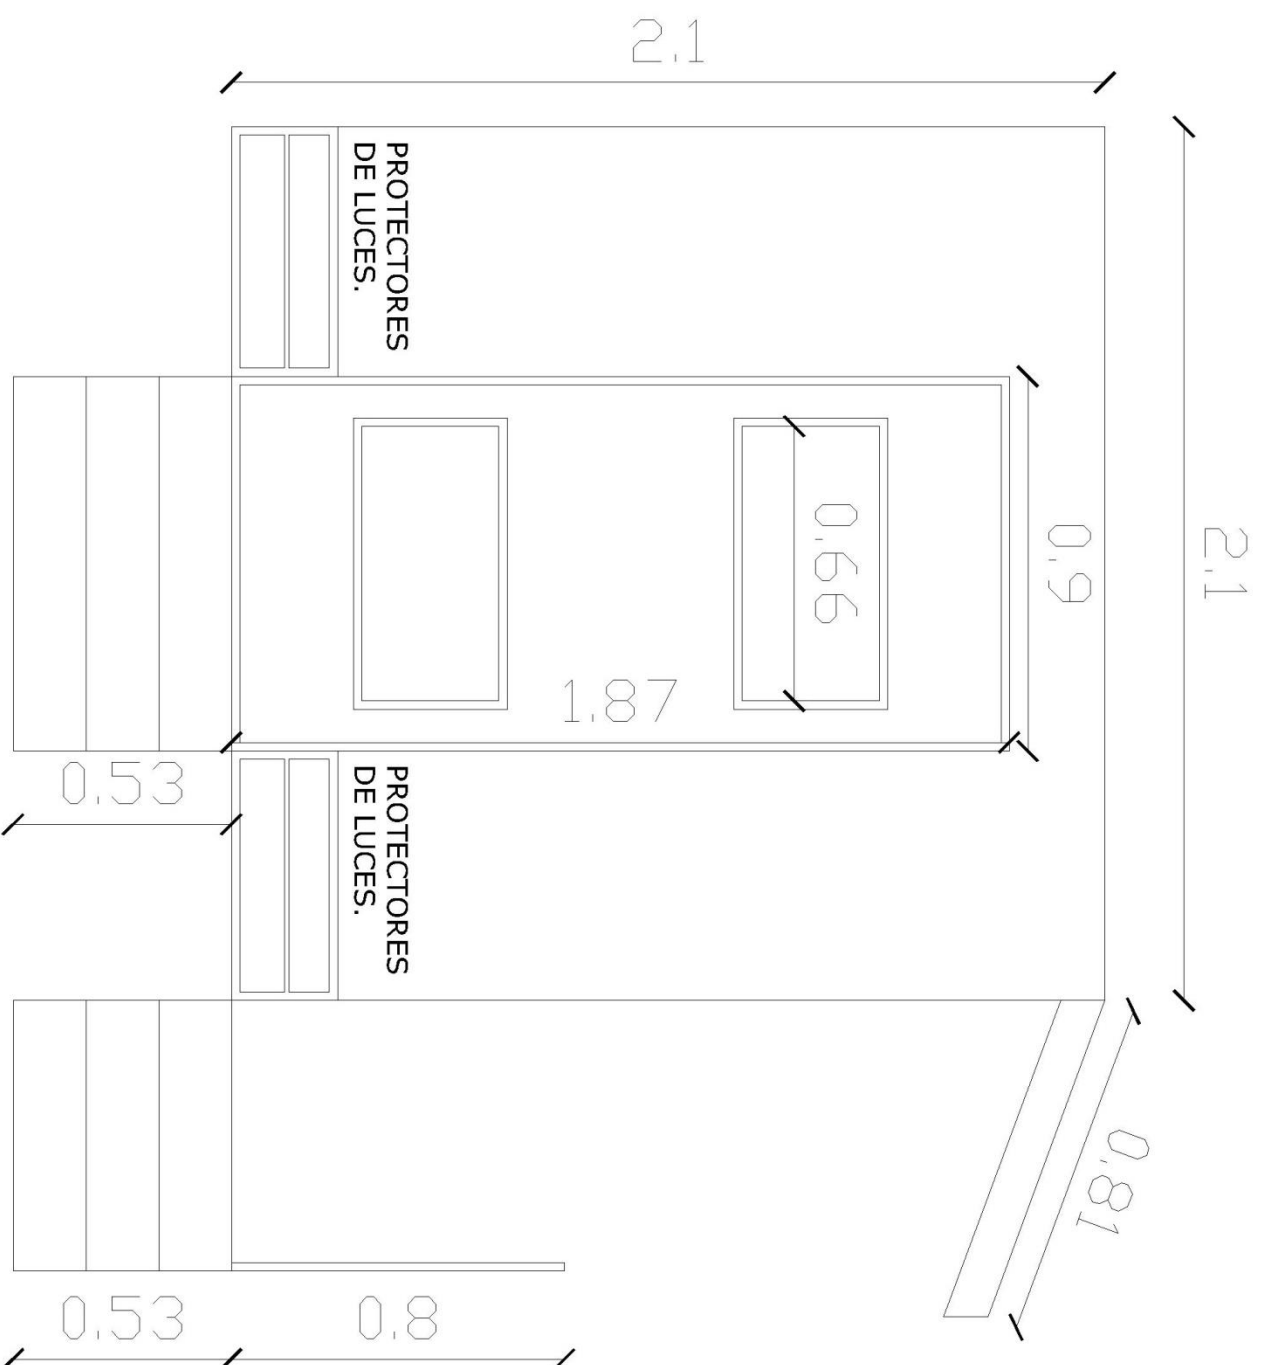 2.1
PROTECTORES
DE LUCES.
2.1
0.9
0.66
1.87
0.53
PROTECTORES
DE LUCES.
0.81
0.53
0.8